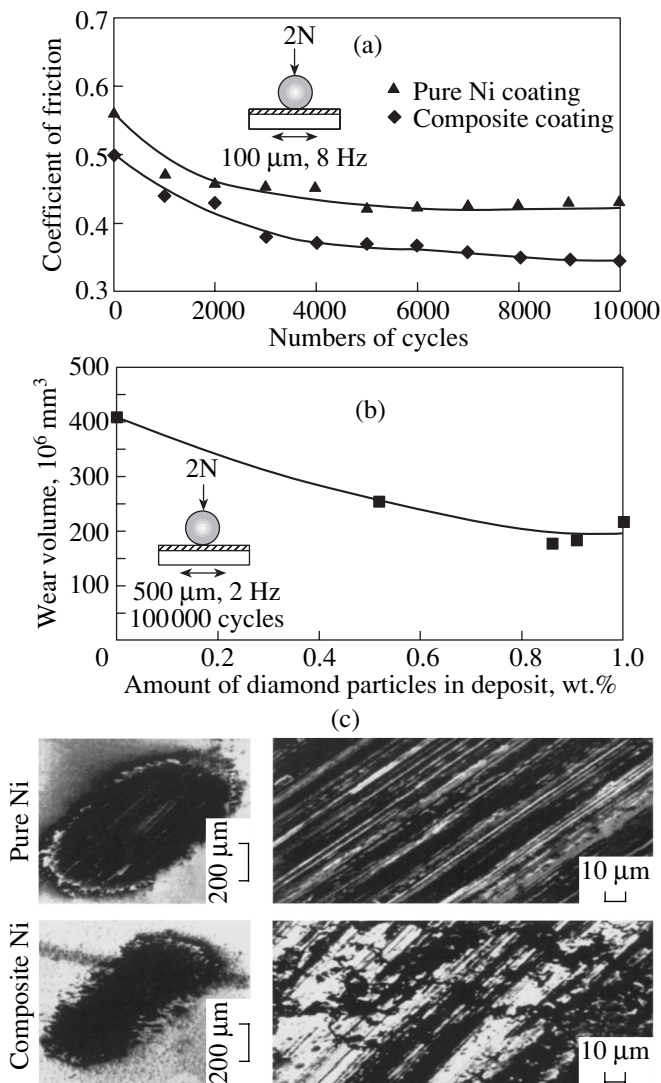 0.7
0.6
0.5
0.4
0.3
Coefficient of friction
2N
(a)
▲ Pure Ni coating
◆ Composite coating
100 μm, 8 Hz
0 2000 4000 6000 8000 10000
Numbers of cycles
500
400
300
200
100
Wear volume, 10⁶ mm³
(b)
2N
500 μm, 2 Hz
100000 cycles
0 0.2 0.4 0.6 0.8 1.0
Amount of diamond particles in deposit, wt.%
(c)
Pure Ni
200 μm
10 μm
Composite Ni
200 μm
10 μm